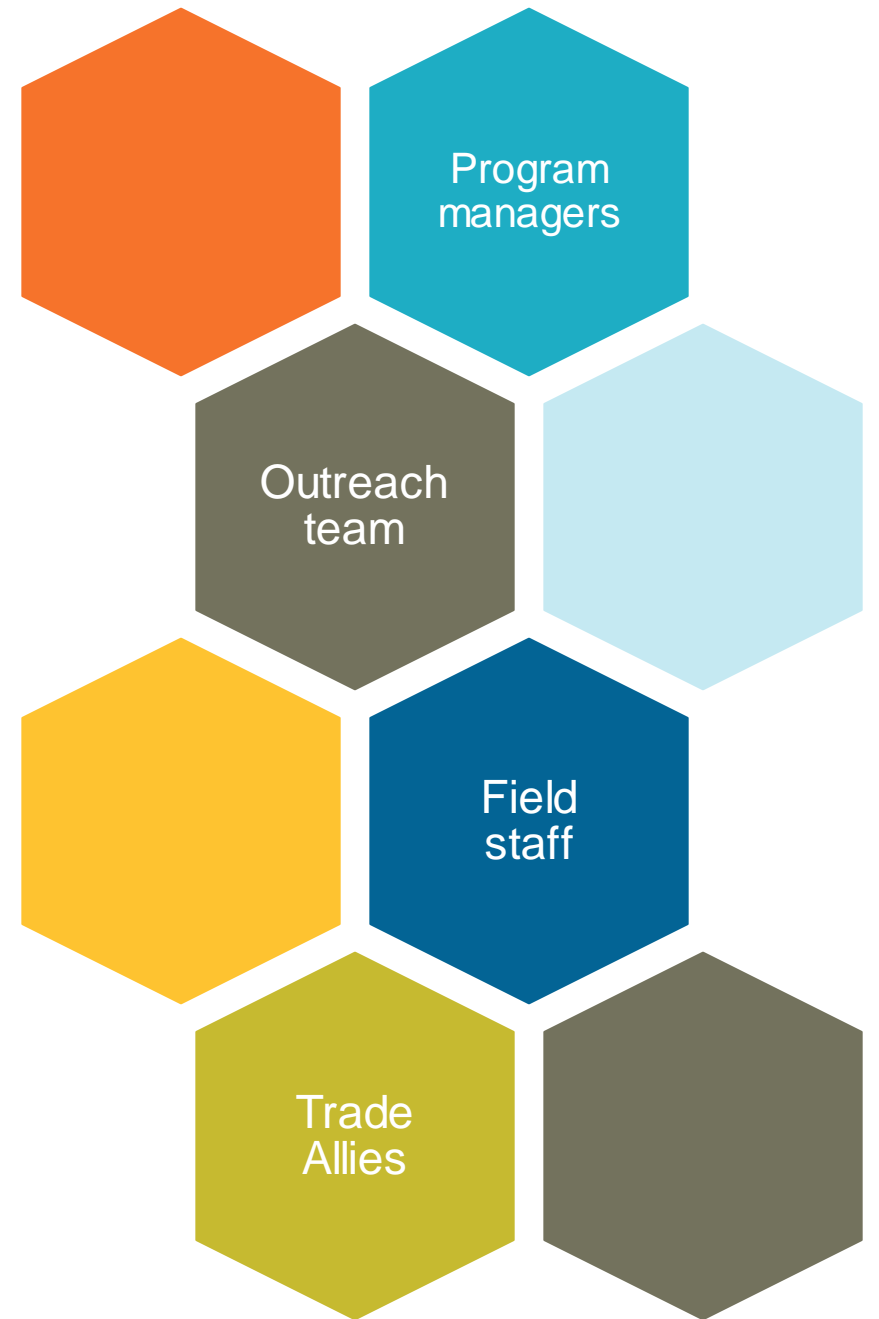 Program
managers
Outreach
team
Field
staff
Trade
Allies